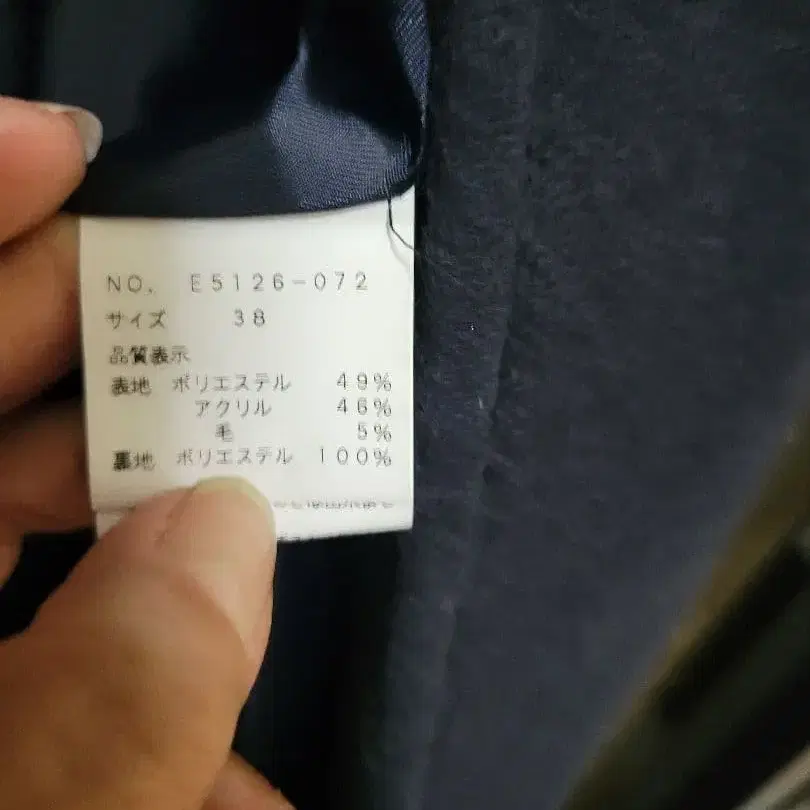 NO. E5126-072
サイズ 38
品質表示
表地 ポリエステル 49%
アクリル 46%
毛 5%
裏地 ポリエステル 100%